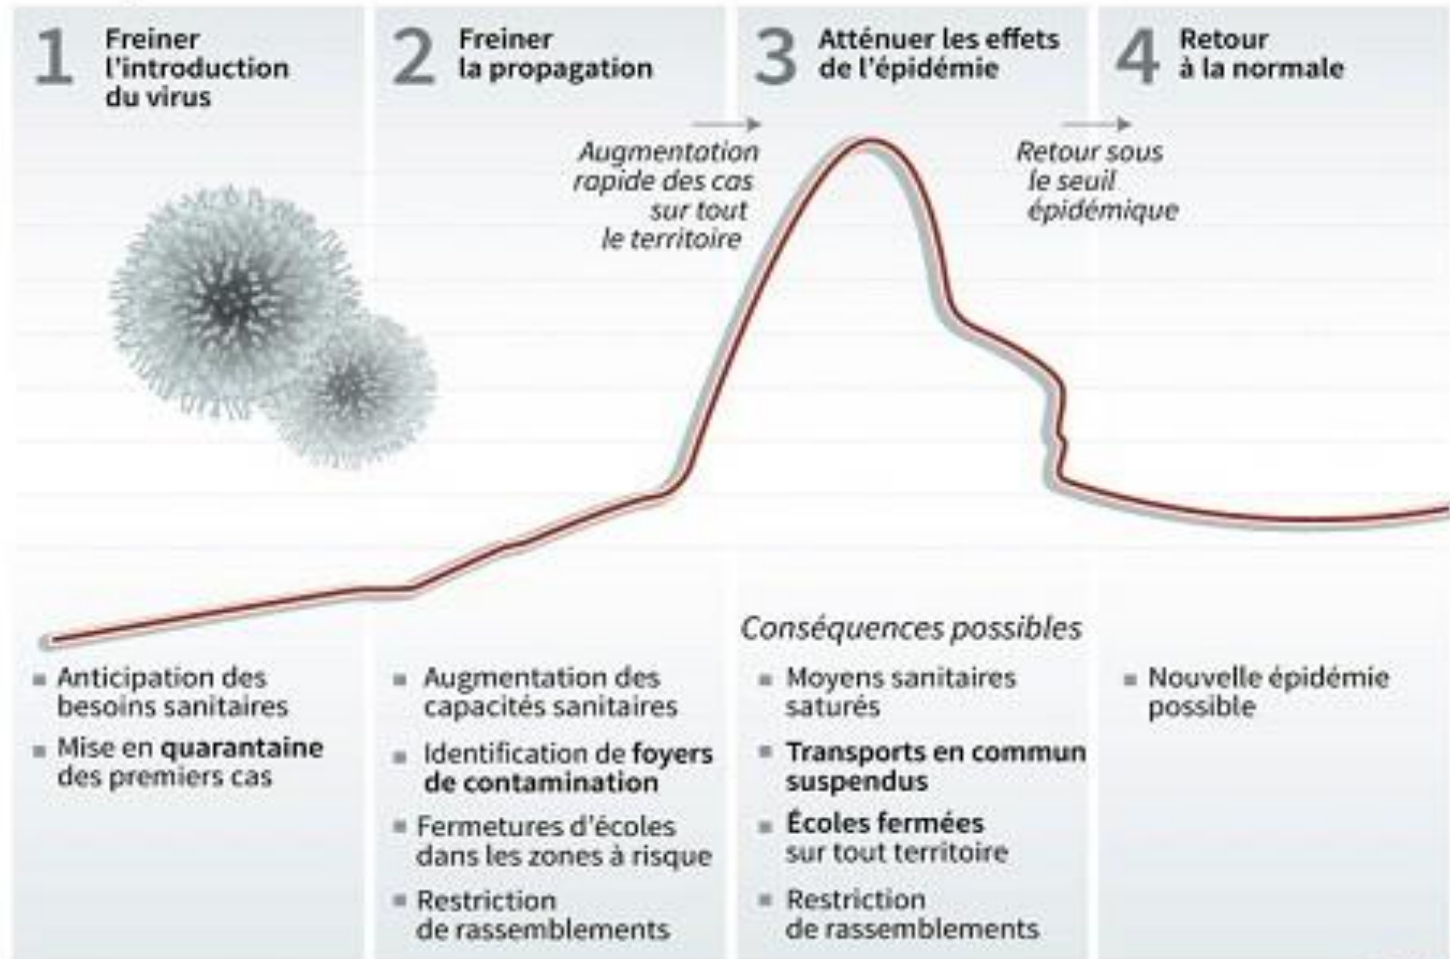 1
Freiner
l'introduction
du virus
2
Freiner
la propagation
3
Atténuer les effets
de l'épidémie
4
Retour
à la normale
Augmentation
rapide des cas
sur tout
le territoire
Retour sous
le seuil
épidémique
Anticipation des
besoins sanitaires
Mise en quarantaine
des premiers cas
Augmentation des
capacités sanitaires
Identification de foyers
de contamination
Fermetures d'écoles
dans les zones à risque
Restriction
de rassemblements
Conséquences possibles
Moyens sanitaires
saturés
Transports en commun
suspendus
Écoles fermées
sur tout territoire
Restriction
de rassemblements
Nouvelle épidémie
possible